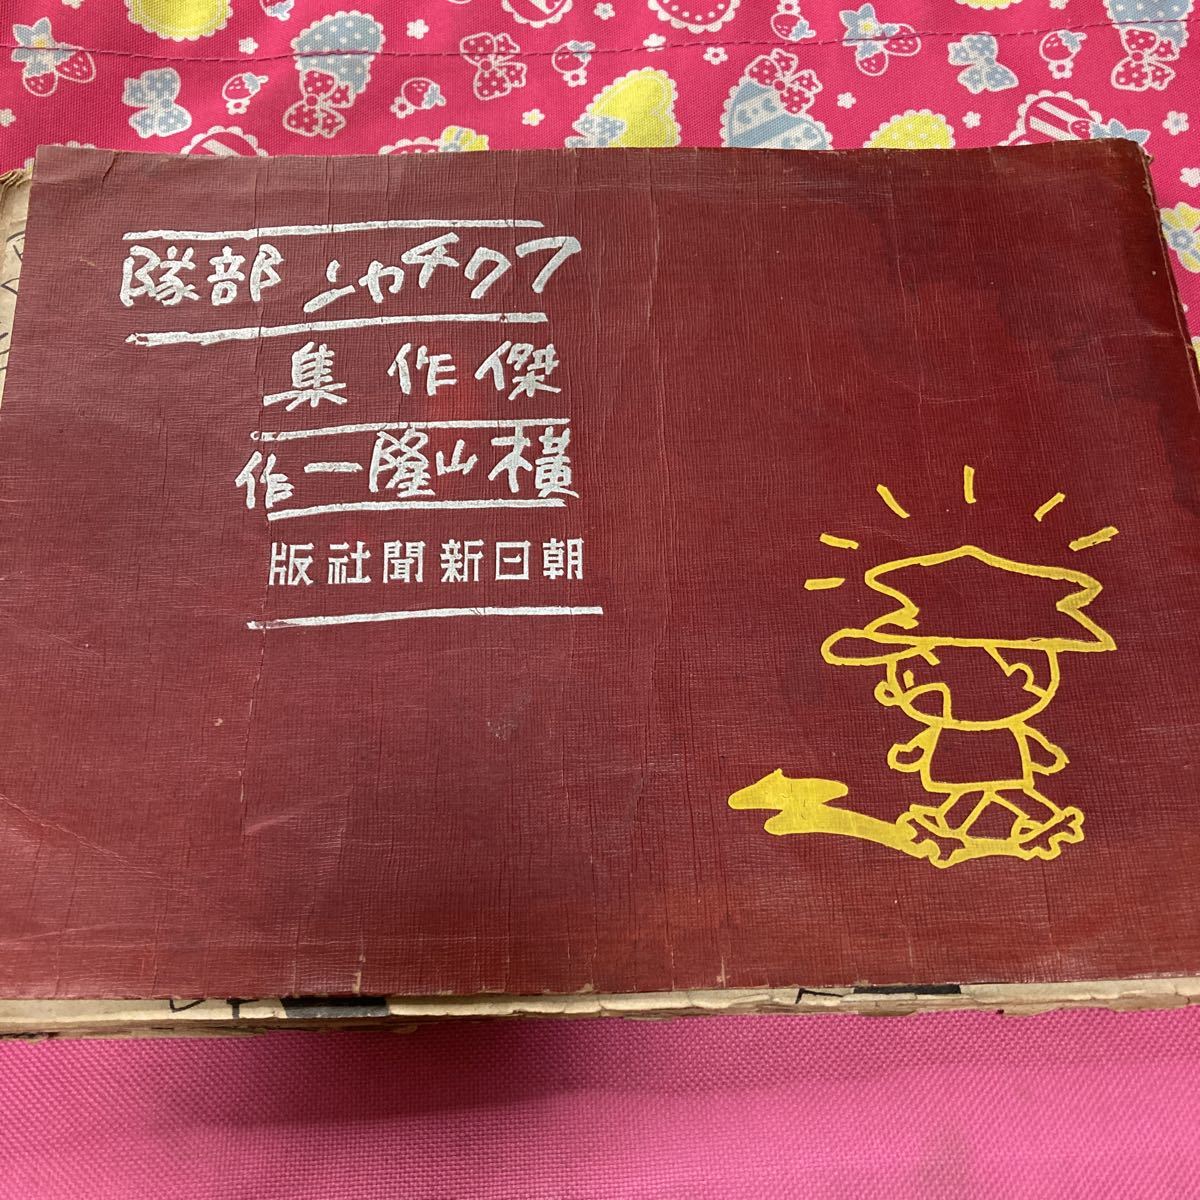 フクチャン部隊
傑作集
横山隆一作
朝日新聞社版